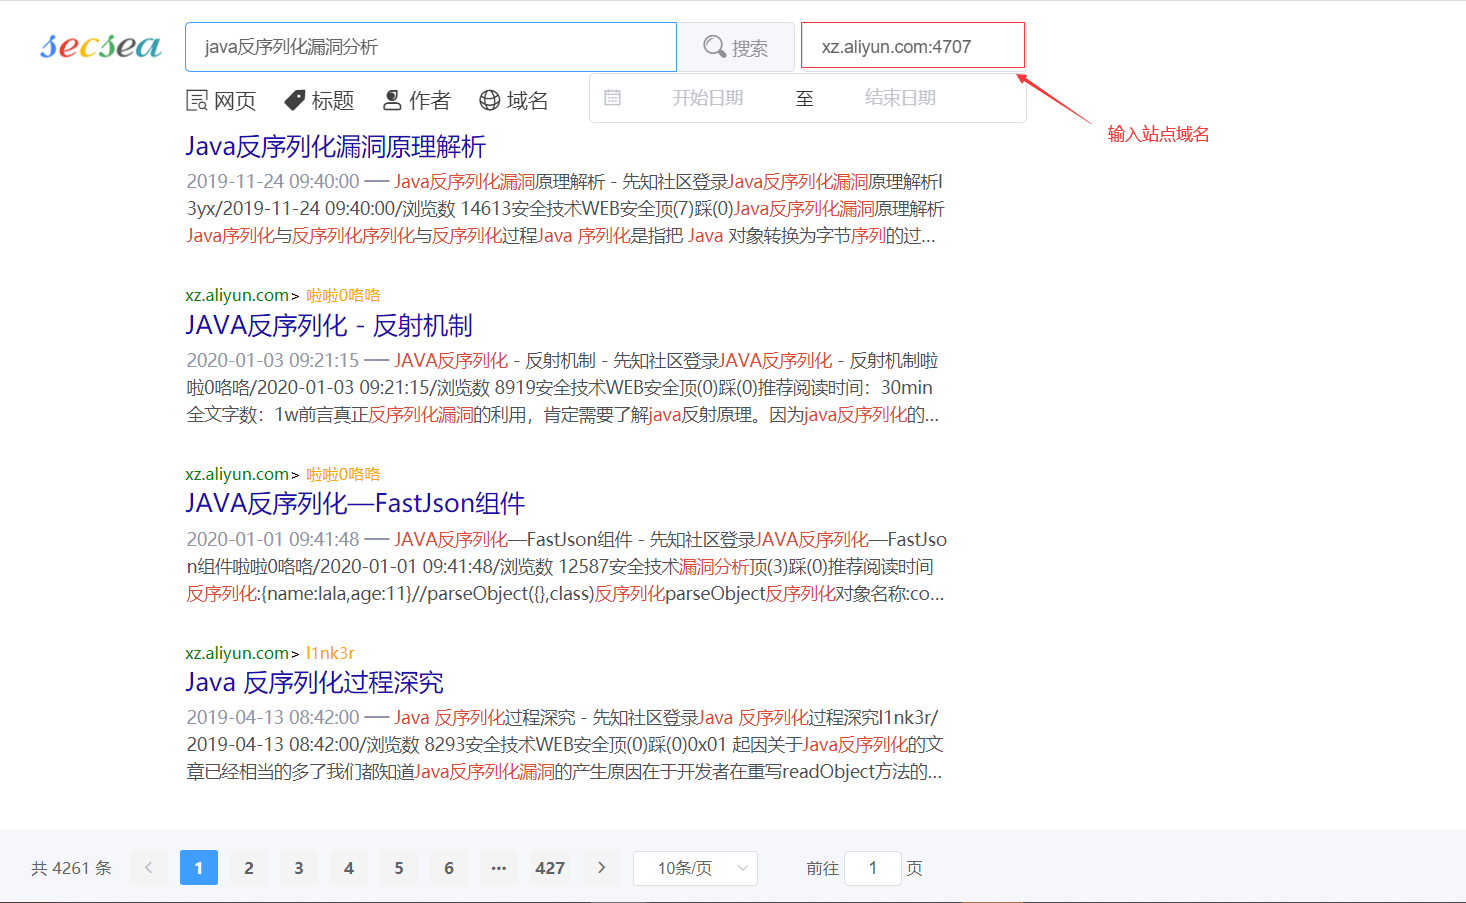 secsea
java反序列化漏洞分析
搜索
xz.aliyun.com:4707
网页 标题 作者 域名
开始日期 至 结束日期
输入站点域名
Java反序列化漏洞原理解析
2019-11-24 09:40:00 — Java反序列化漏洞原理解析 - 先知社区登录Java反序列化漏洞原理解析l
3yx/2019-11-24 09:40:00/浏览数 14613安全技术WEB安全顶(7)踩(0)Java反序列化漏洞原理解析
Java序列化与反序列化序列化与反序列化过程Java 序列化是指把 Java 对象转换为字节序列的过...
xz.aliyun.com> 啦啦0咯咯
JAVA反序列化 - 反射机制
2020-01-03 09:21:15 — JAVA反序列化 - 反射机制 - 先知社区登录JAVA反序列化 - 反射机制啦
啦0咯咯/2020-01-03 09:21:15/浏览数 8919安全技术WEB安全顶(0)踩(0)推荐阅读时间：30min
全文字数：1w前言真正反序列化漏洞的利用，肯定需要了解java反射原理。因为java反序列化的...
xz.aliyun.com> 啦啦0咯咯
JAVA反序列化—FastJson组件
2020-01-01 09:41:48 — JAVA反序列化—FastJson组件 - 先知社区登录JAVA反序列化—FastJso
n组件啦啦0咯咯/2020-01-01 09:41:48/浏览数 12587安全技术漏洞分析顶(3)踩(0)推荐阅读时间
反序列化:{name:lala,age:11}//parseObject({},class)反序列化parseObject反序列化对象名称:co...
xz.aliyun.com> l1nk3r
Java 反序列化过程深究
2019-04-13 08:42:00 — Java 反序列化过程深究 - 先知社区登录Java 反序列化过程深究l1nk3r/
2019-04-13 08:42:00/浏览数 8293安全技术WEB安全顶(0)踩(0)0x01 起因关于Java反序列化的文
章已经相当的多了我们都知道Java反序列化漏洞的产生原因在于开发者在重写readObject方法的...
共 4261 条 < 1 2 3 4 5 6 ··· 427 > 10条/页 前往 1 页